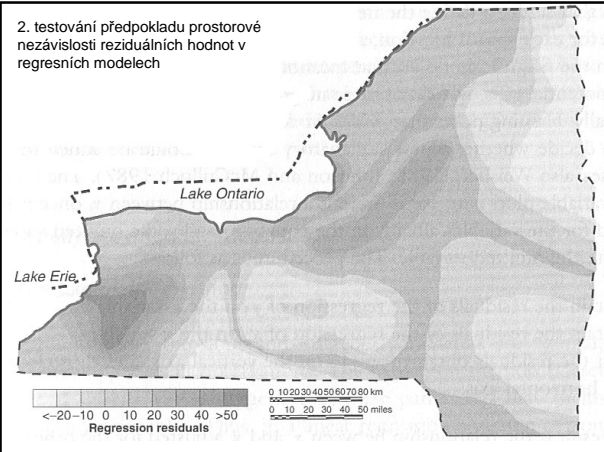 2. testování předpokladu prostorové
nezávislosti reziduálních hodnot v
regresních modelech
Lake Ontario
Lake Erie
<-20-10 0 10 20 30 40 >50
Regression residuals
0 10 20 30 40 50 60 70 80 km
0 10 20 30 40 50 miles